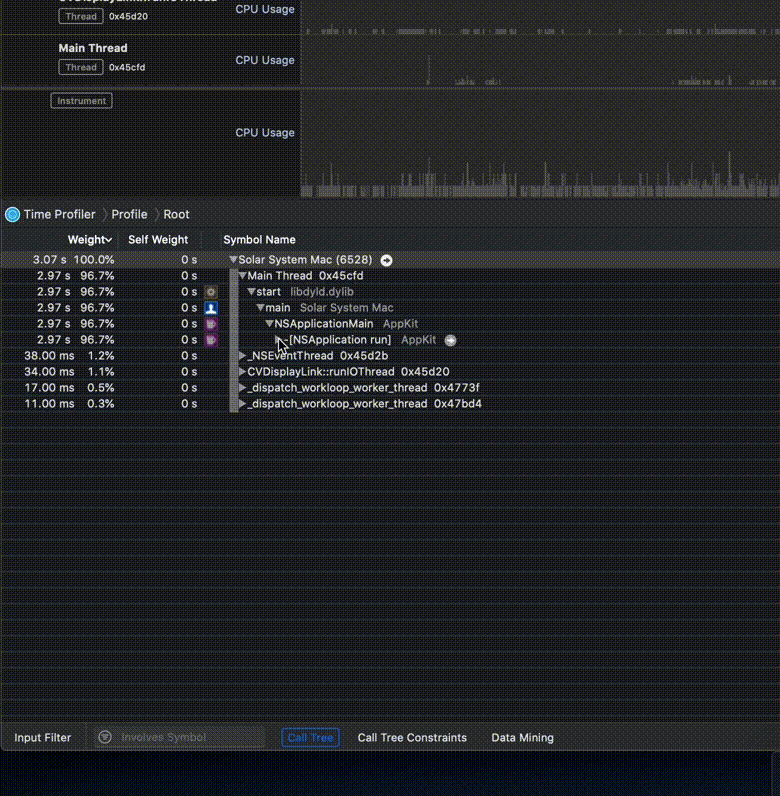 Thread 0x45d20 CPU Usage
Main Thread
Thread 0x45cfd CPU Usage
Instrument
CPU Usage
Time Profiler Profile Root
Weight Self Weight Symbol Name
3.07 s 100.0% 0 s Solar System Mac (6528)
2.97 s 96.7% 0 s Main Thread 0x45cfd
2.97 s 96.7% 0 s start libdyld.dylib
2.97 s 96.7% 0 s main Solar System Mac
2.97 s 96.7% 0 s NSApplicationMain AppKit
2.97 s 96.7% 0 s -[NSApplication run] AppKit
38.00 ms 1.2% 0 s _NSEventThread 0x45d2b
34.00 ms 1.1% 0 s CVDisplayLink::runIOThread 0x45d20
17.00 ms 0.5% 0 s _dispatch_workloop_worker_thread 0x4773f
11.00 ms 0.3% 0 s _dispatch_workloop_worker_thread 0x47bd4
Input Filter Involves Symbol Call Tree Call Tree Constraints Data Mining